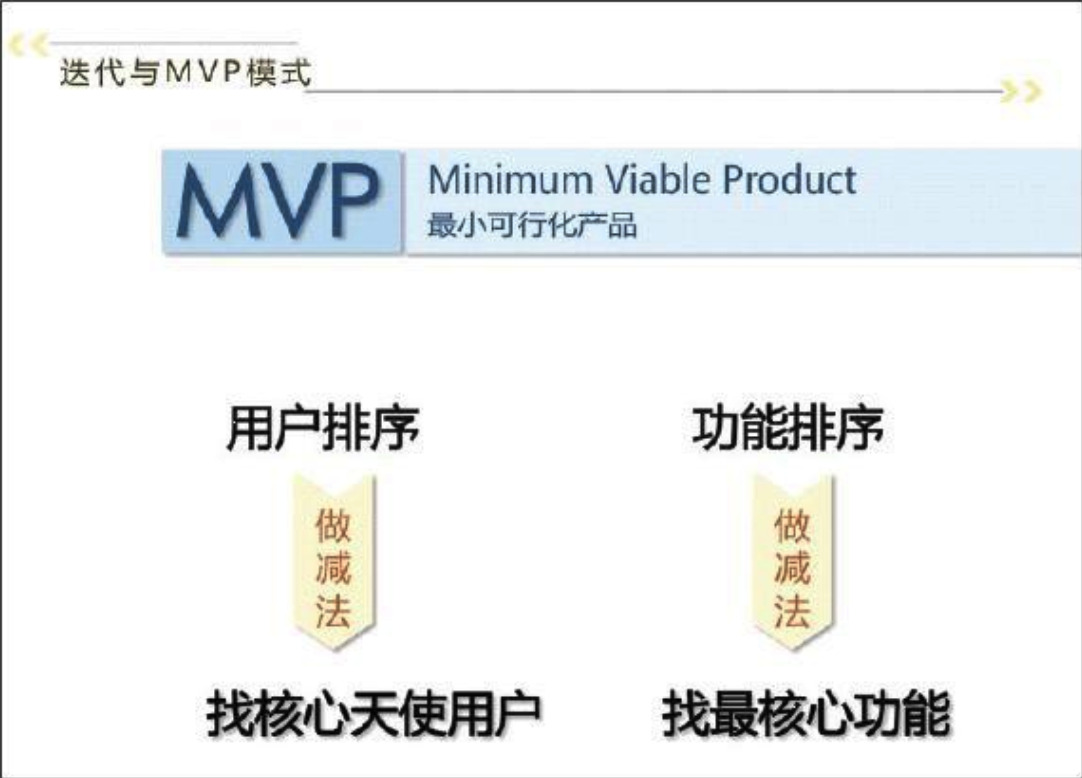 迭代与MVP模式
MVP
Minimum Viable Product
最小可行化产品
用户排序
功能排序
做
减
法
做
减
法
找核心天使用户
找最核心功能